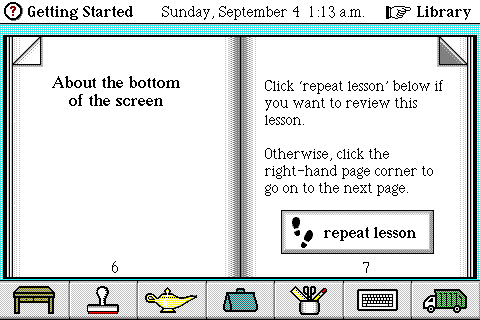 Getting Started
Sunday, September 4 1:13 a.m.
Library
About the bottom
of the screen
6
Click ‘repeat lesson’ below if
you want to review this
lesson.
Otherwise, click the
right-hand page corner to
go on to the next page.
repeat lesson
7